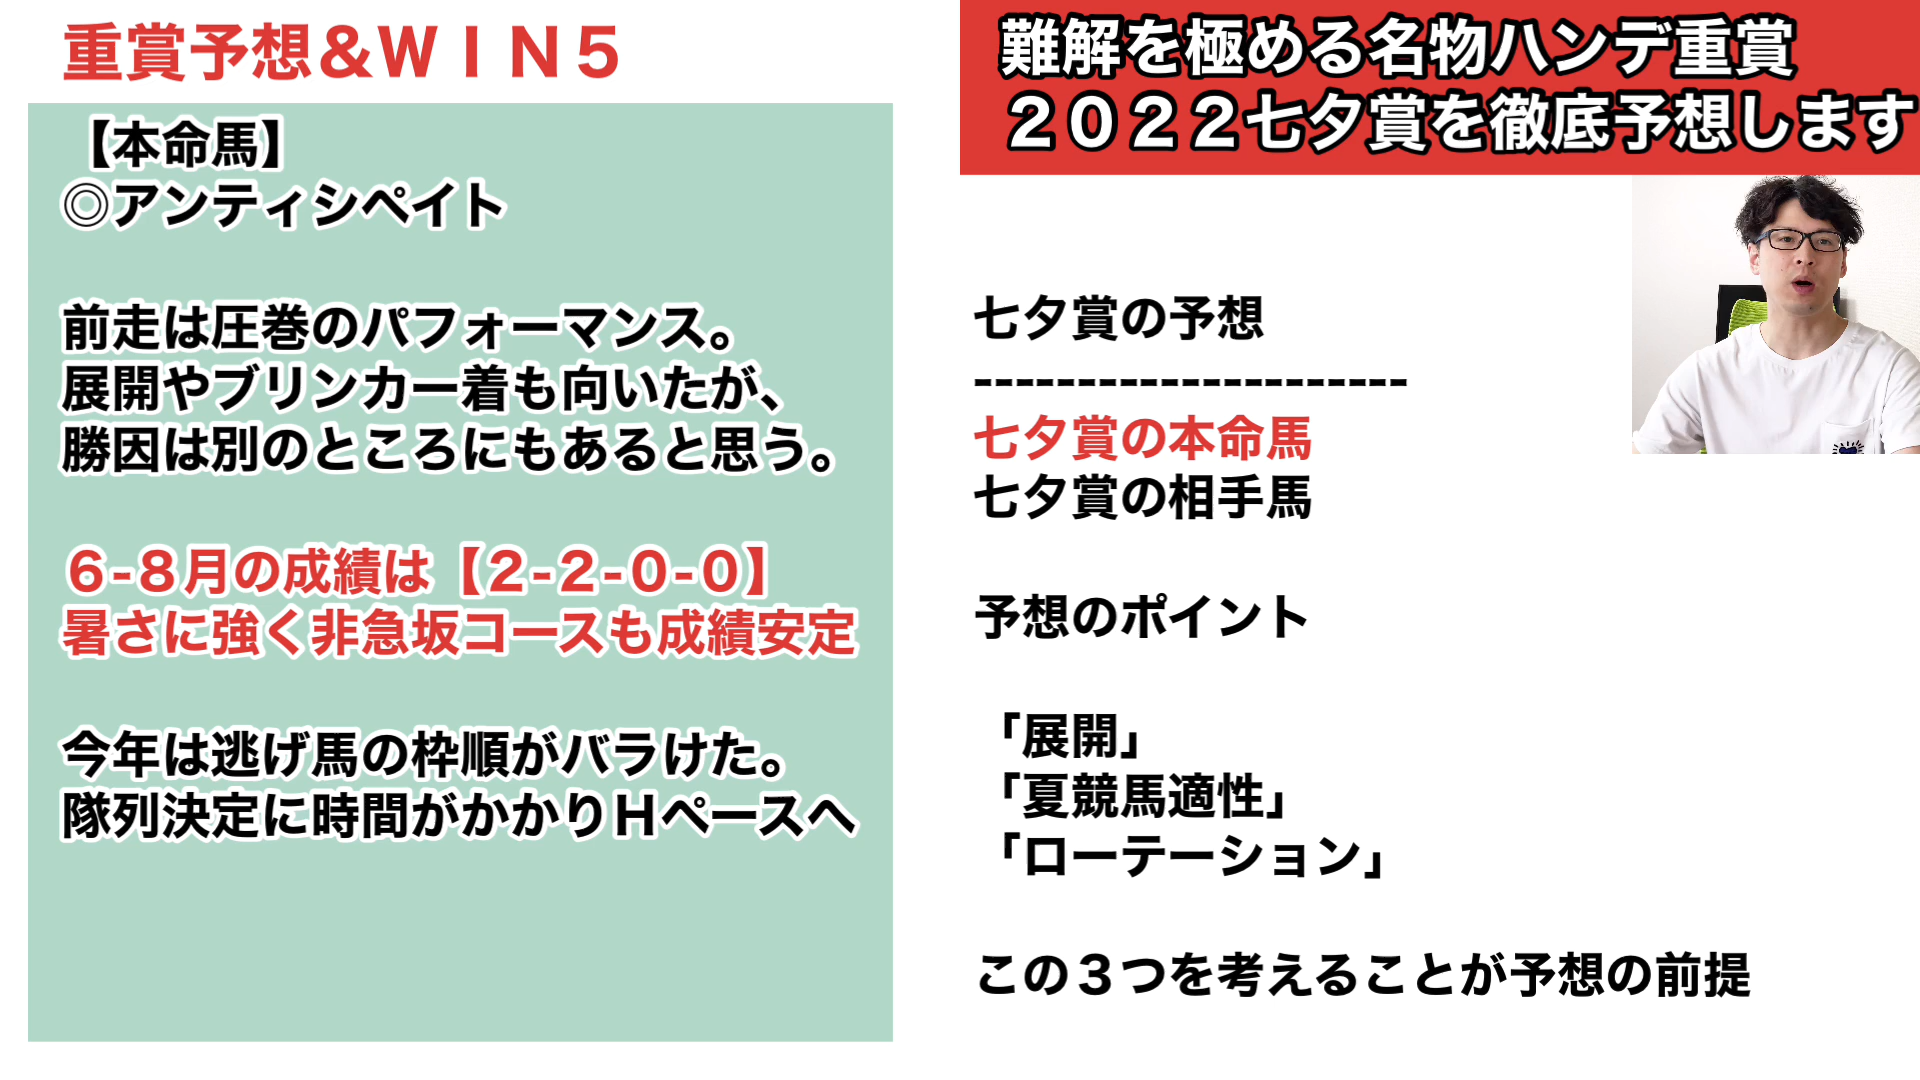 重賞予想＆ＷＩＮ５
【本命馬】
◎アンティシペイト
前走は圧巻のパフォーマンス。
展開やブリンカー着も向いたが、
勝因は別のところにもあると思う。
６-８月の成績は【２-２-０-０】
暑さに強く非急坂コースも成績安定
今年は逃げ馬の枠順がバラけた。
隊列決定に時間がかかりＨペースへ
難解を極める名物ハンデ重賞
２０２２七夕賞を徹底予想します
七夕賞の予想
---------------------
七夕賞の本命馬
七夕賞の相手馬
予想のポイント
「展開」
「夏競馬適性」
「ローテーション」
この３つを考えることが予想の前提